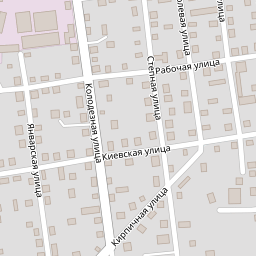 олевая улица
Рабочая улица
Степная улица
Колодезная улица
Январская улица
Киевская улица
Кирпичная улица